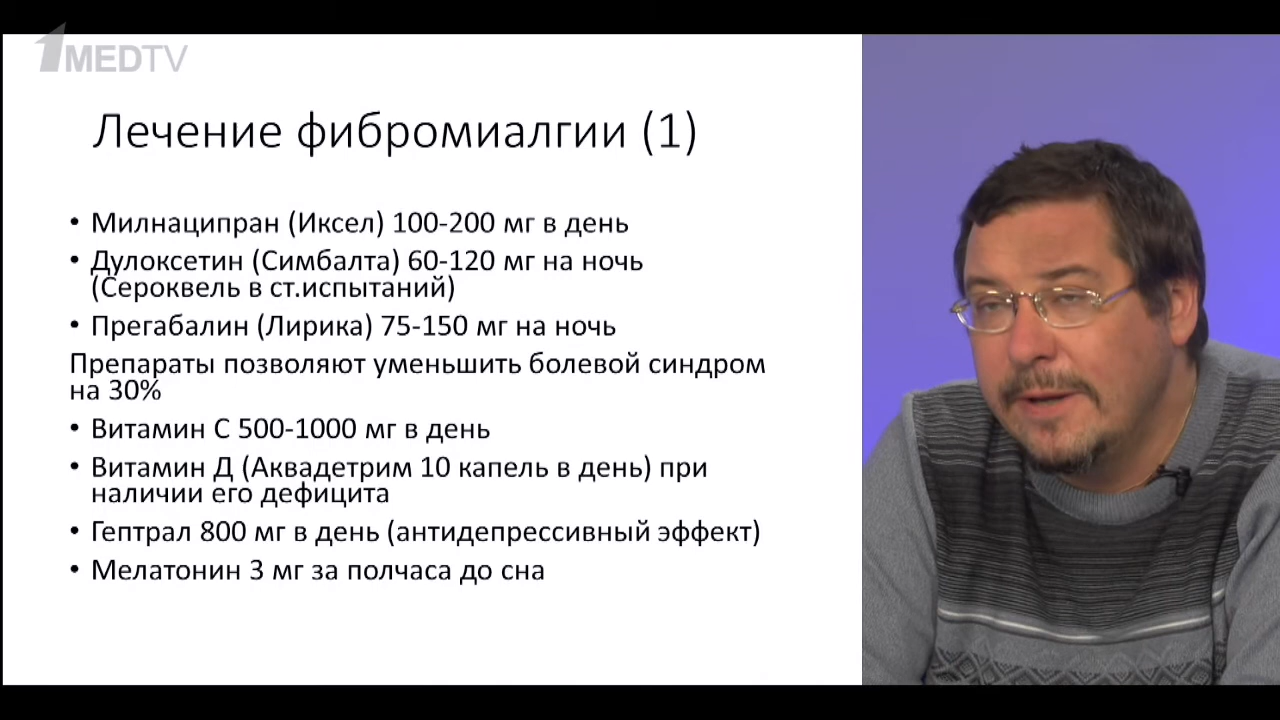 1MEDTV
Лечение фибромиалгии (1)
• Милнаципран (Иксел) 100-200 мг в день
• Дулоксетин (Симбалта) 60-120 мг на ночь
(Сероквель в ст.испытаний)
• Прегабалин (Лирика) 75-150 мг на ночь
Препараты позволяют уменьшить болевой синдром
на 30%
• Витамин С 500-1000 мг в день
• Витамин Д (Аквадетрим 10 капель в день) при
наличии его дефицита
• Гептрал 800 мг в день (антидепрессивный эффект)
• Мелатонин 3 мг за полчаса до сна